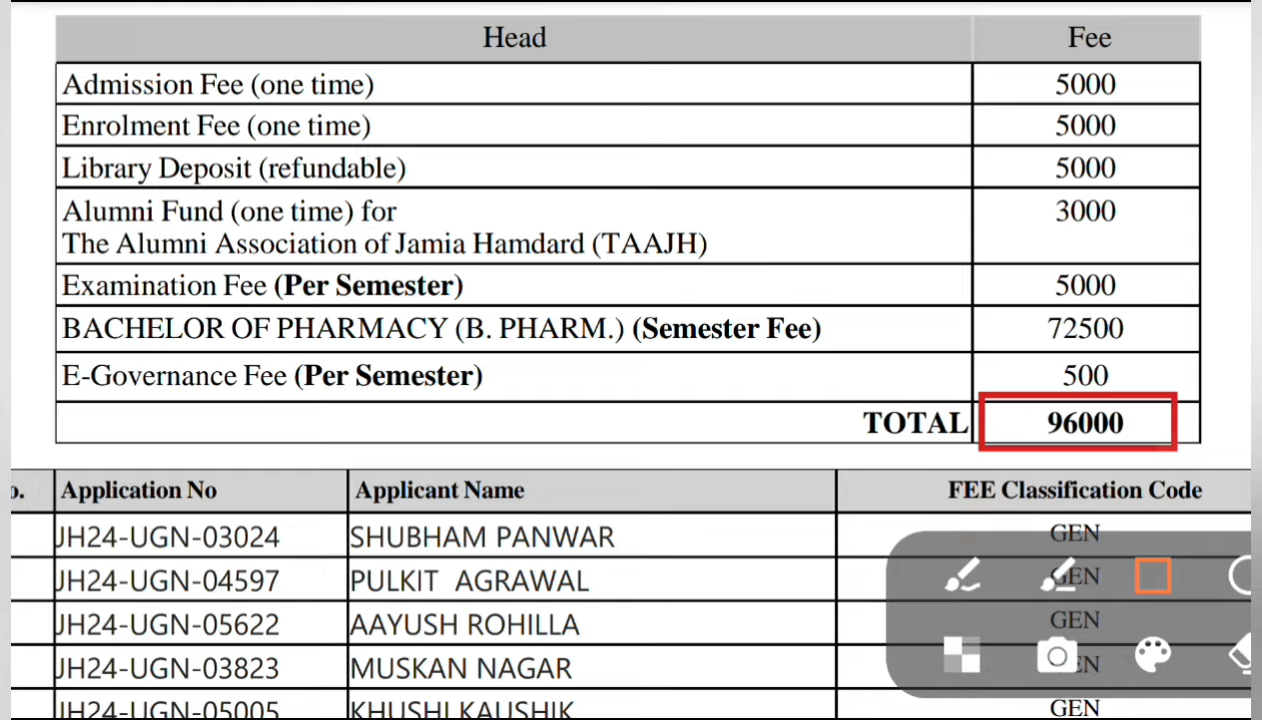 Head Fee
Admission Fee (one time) 5000
Enrolment Fee (one time) 5000
Library Deposit (refundable) 5000
Alumni Fund (one time) for 3000
The Alumni Association of Jamia Hamdard (TAAJH)
Examination Fee (Per Semester) 5000
BACHELOR OF PHARMACY (B. PHARM.) (Semester Fee) 72500
E-Governance Fee (Per Semester) 500
TOTAL 96000
Application No Applicant Name FEE Classification Code
JH24-UGN-03024 SHUBHAM PANWAR GEN
JH24-UGN-04597 PULKIT AGRAWAL GEN
JH24-UGN-05622 AAYUSH ROHILLA GEN
JH24-UGN-03823 MUSKAN NAGAR
JH24-UGN-05005 KHUSHI KAUSHIK GEN